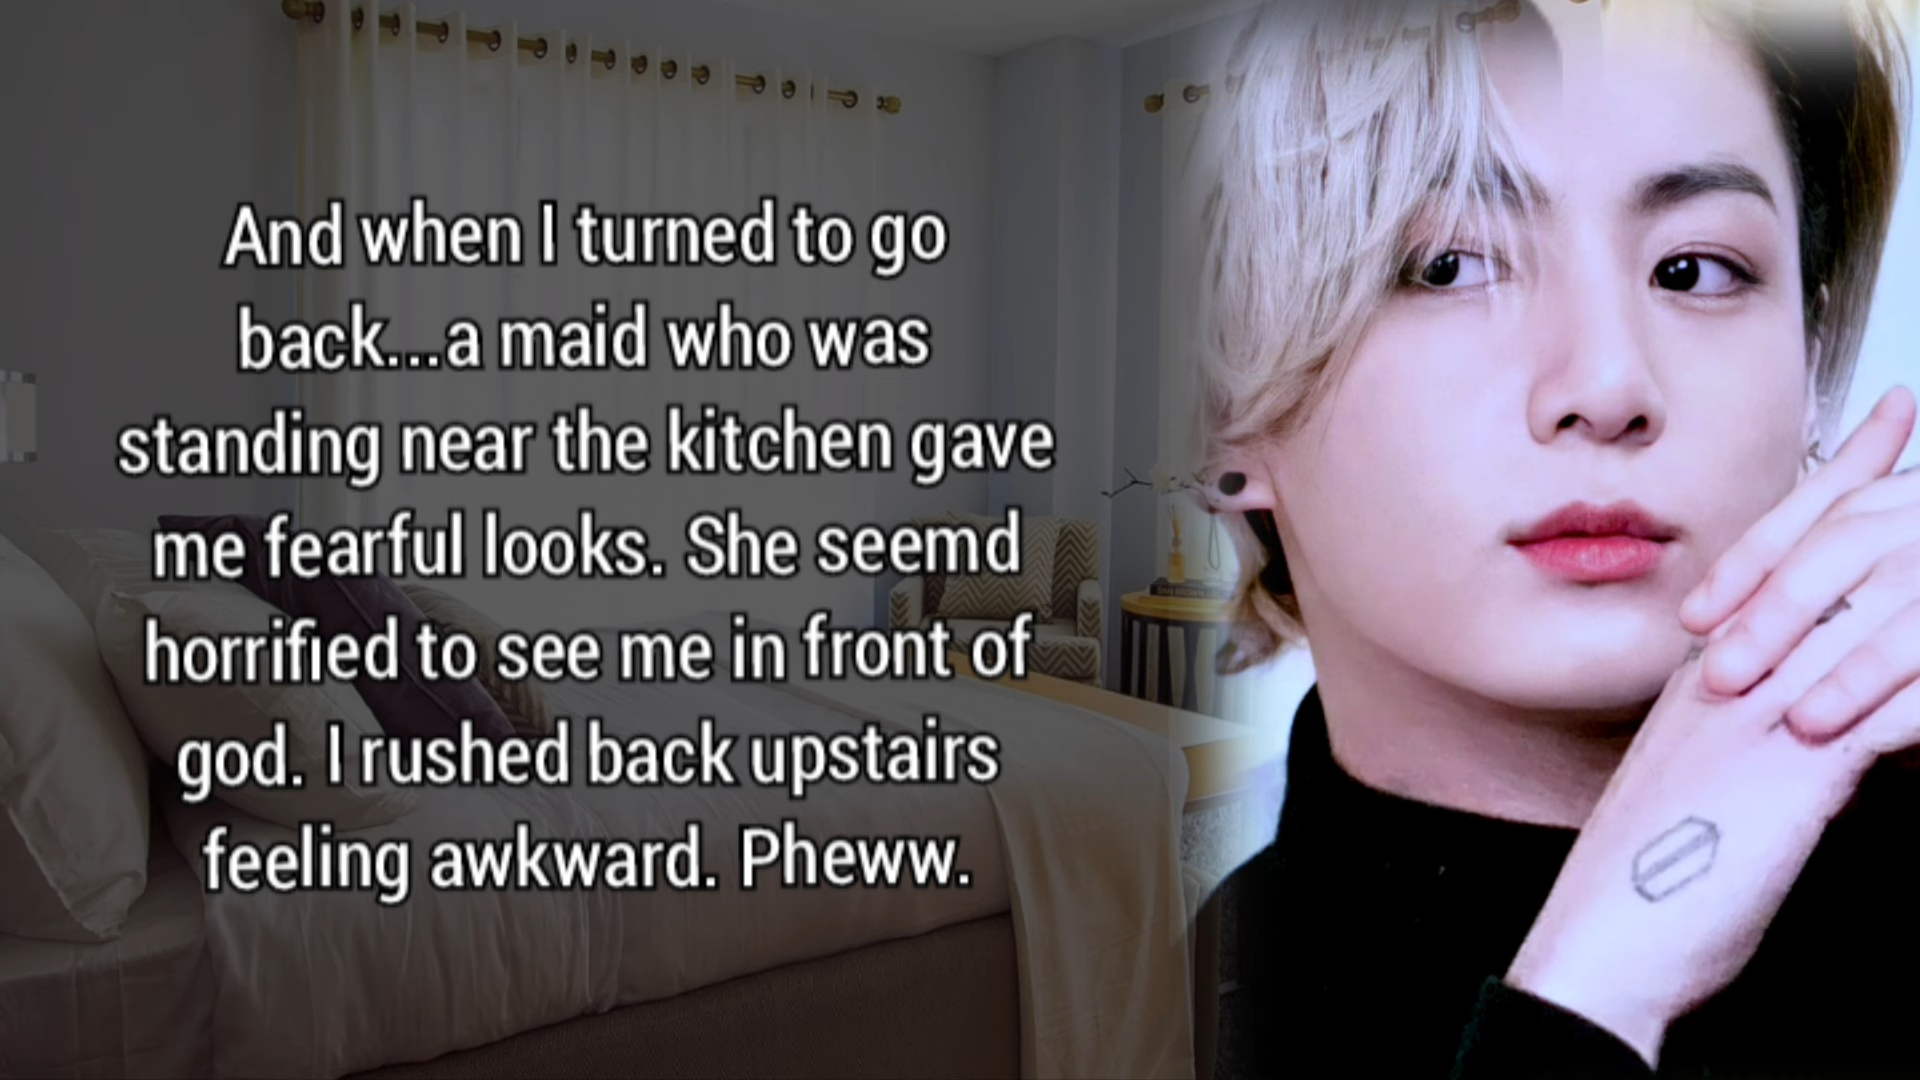 And when I turned to go
back...a maid who was
standing near the kitchen gave
me fearful looks. She seemd
horrified to see me in front of
god. I rushed back upstairs
feeling awkward. Pheww.